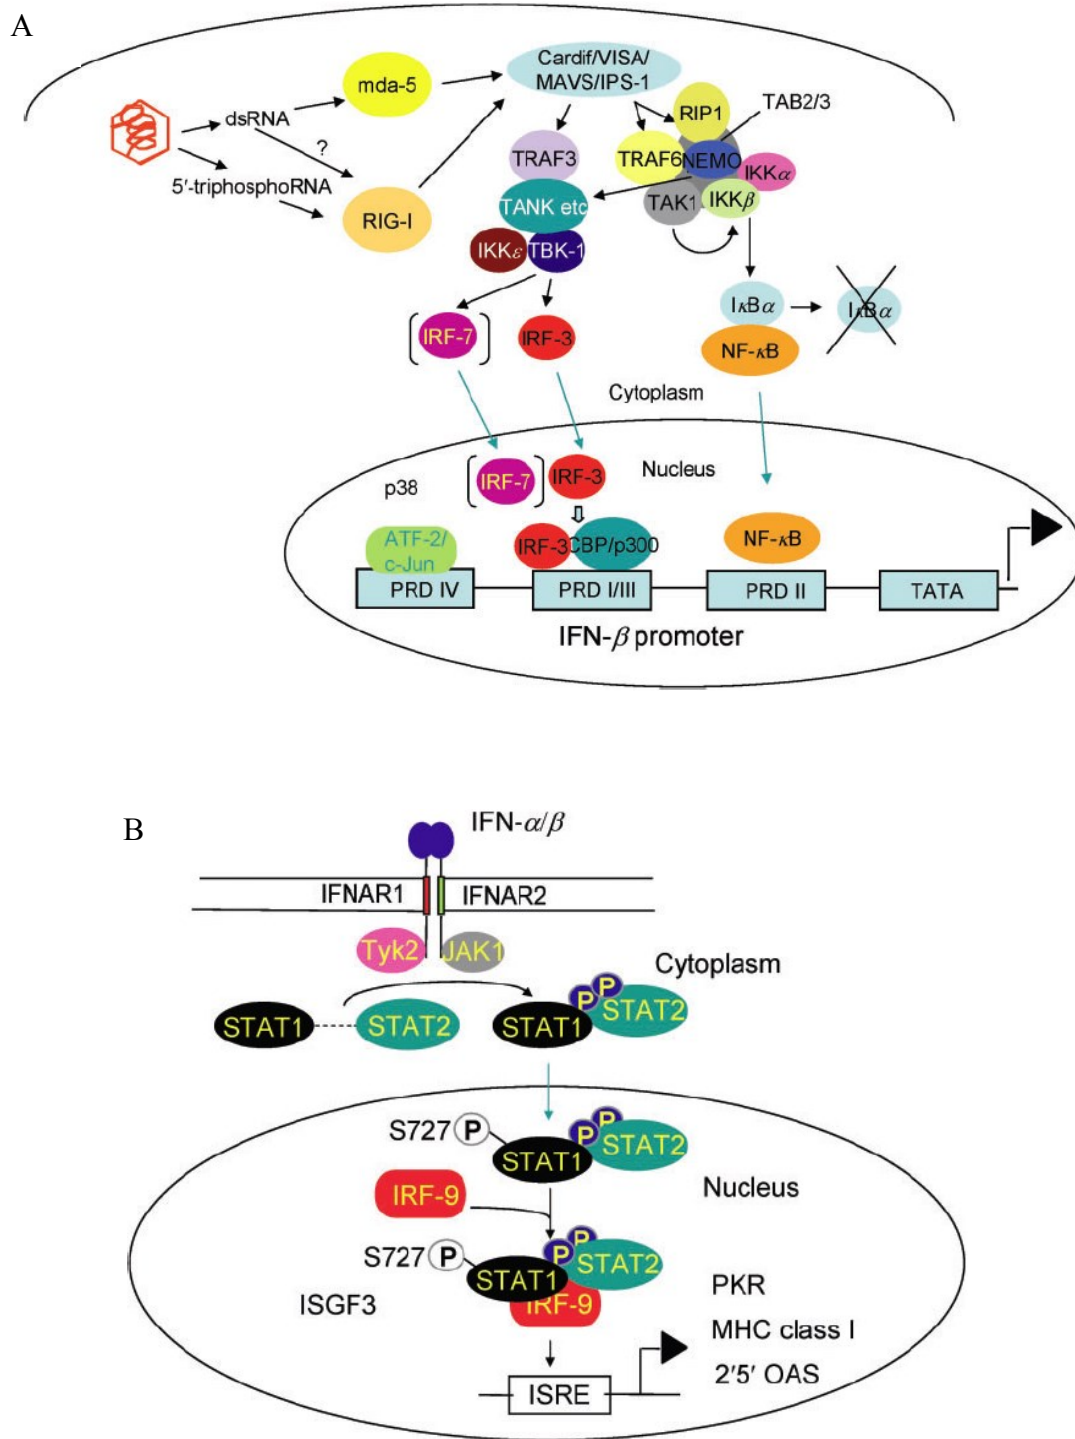 A
Cardif/VISA/
MAVS/IPS-1
mda-5
RIP1
TAB2/3
dsRNA
?
TRAF3
TRAF6
NEMO
IKKα
5′-triphosphoRNA
RIG-I
TANK etc
TAK1
IKKβ
IKKε
TBK-1
IκBα
IκBα
IRF-7
IRF-3
NF-κB
Cytoplasm
Nucleus
p38
IRF-7
IRF-3
ATF-2/
c-Jun
IRF-3
CBP/p300
NF-κB
PRD IV
PRD I/III
PRD II
TATA
IFN-β promoter
B
IFN-α/β
IFNAR1
IFNAR2
Tyk2
JAK1
Cytoplasm
P
P
STAT1
STAT2
STAT1
STAT2
S727
P
P
P
STAT1
STAT2
IRF-9
Nucleus
S727
P
P
P
STAT1
STAT2
ISGF3
IRF-9
PKR
MHC class I
2′5′ OAS
ISRE